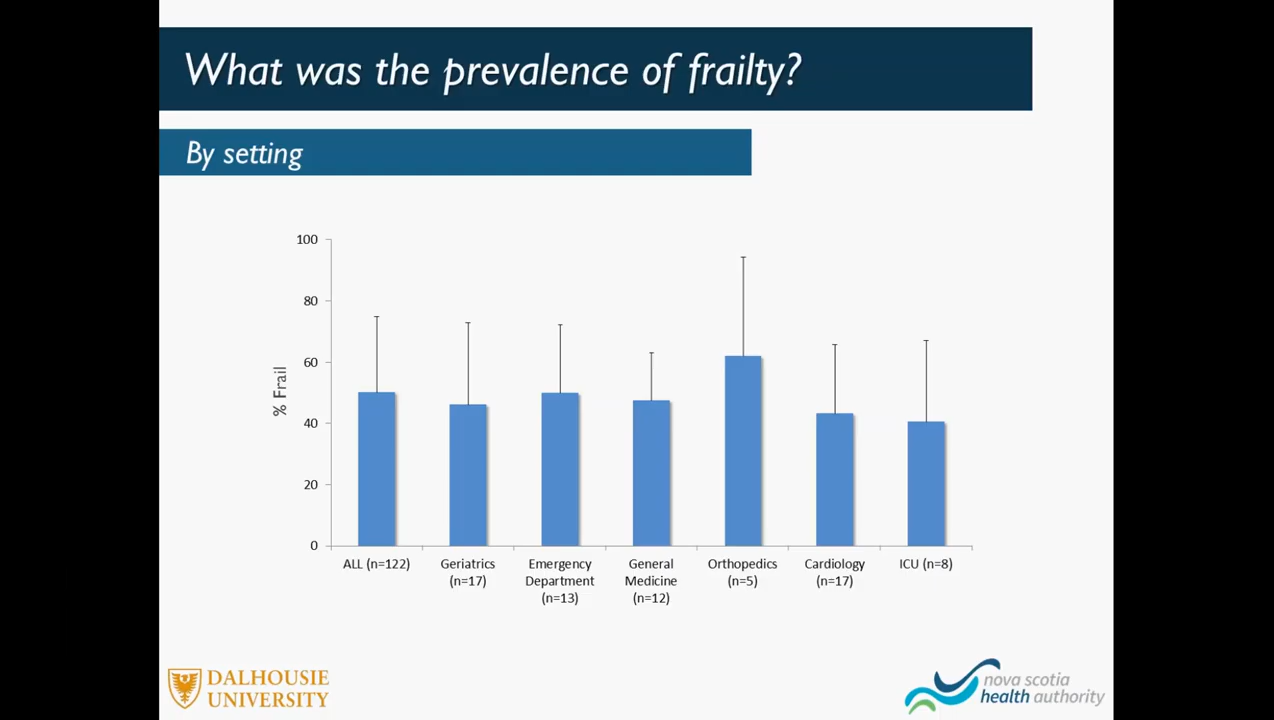 What was the prevalence of frailty?
By setting
100
80
60
40
20
0
% Frail
ALL (n=122)
Geriatrics
(n=17)
Emergency
Department
(n=13)
General
Medicine
(n=12)
Orthopedics
(n=5)
Cardiology
(n=17)
ICU (n=8)
DALHOUSIE
UNIVERSITY
nova scotia
health authority